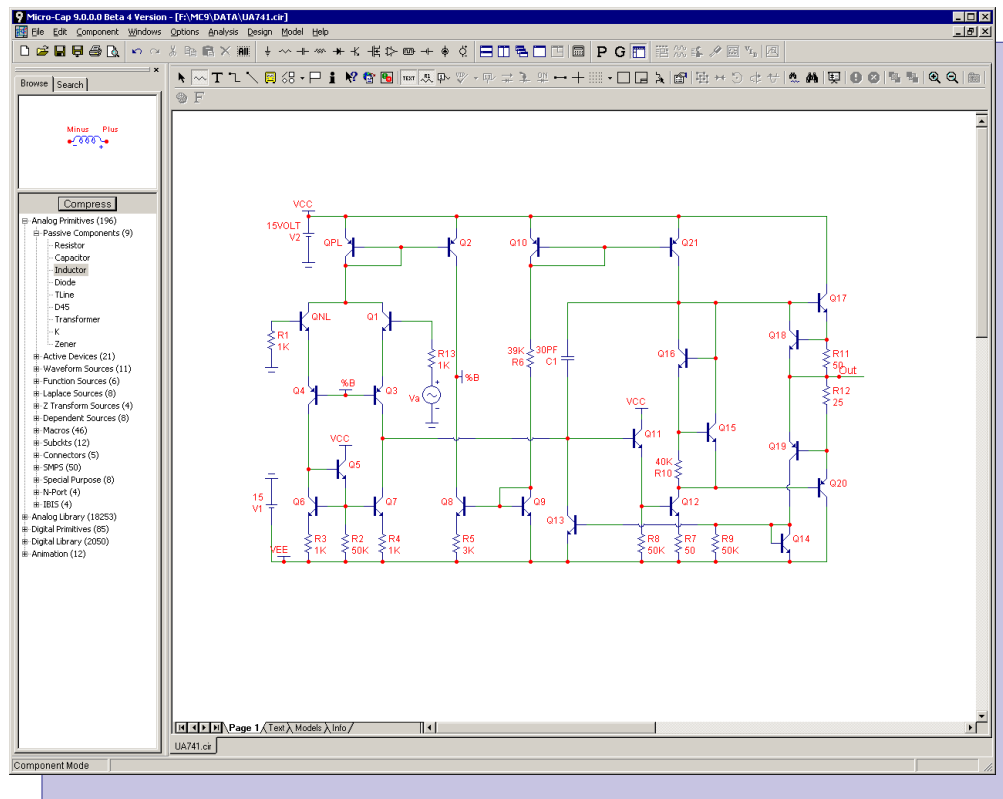 Micro-Cap 9.0.0.0 Beta 4 Version - [F:\MC9\DATA\UA741.cir]
File Edit Component Windows Options Analysis Design Model Help
P G
T
TEXT
F
Browse Search
Minus Plus
Compress
Analog Primitives (196)
Passive Components (9)
Resistor
Capacitor
Inductor
Diode
TLine
D45
Transformer
K
Zener
Active Devices (21)
Waveform Sources (11)
Function Sources (6)
Laplace Sources (8)
Z Transform Sources (4)
Dependent Sources (8)
Macros (46)
Subckts (12)
Connectors (5)
SMPS (50)
Special Purpose (8)
N-Port (4)
IBIS (4)
Analog Library (18253)
Digital Primitives (85)
Digital Library (2050)
Animation (12)
VCC
15VOLT
V2
QPL
Q2
Q10
Q21
QNL
Q1
Q17
Q18
R1
1K
R13
1K
39K
R6
30PF
C1
Q16
R11
50
Out
R12
25
%B
%B
Q4
Q3
Va
VCC
Q11
Q15
Q19
VCC
Q5
40K
R10
Q20
15
V1
Q6
Q7
Q8
Q9
Q13
Q12
Q14
VEE
R3
1K
R2
50K
R4
1K
R5
3K
R8
50K
R7
50
R9
50K
Page 1 Text Models Info
UA741.cir
Component Mode